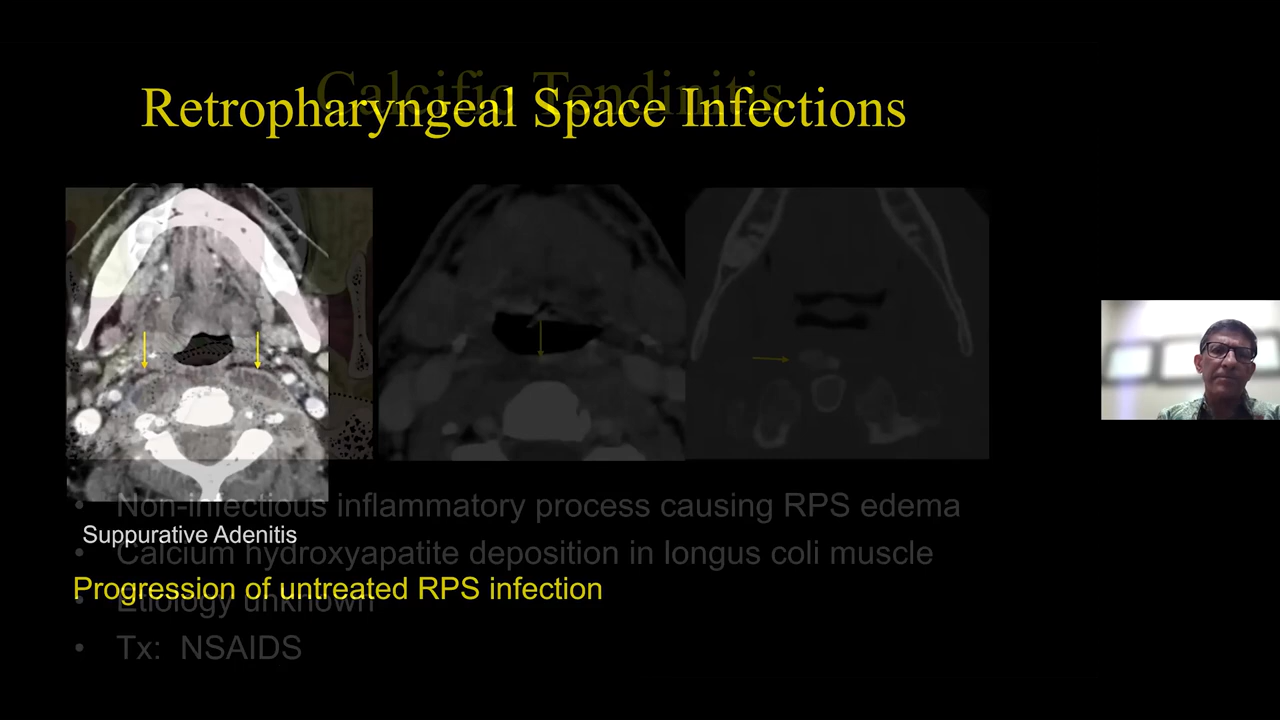 Calcific Tendinitis
Retropharyngeal Space Infections
• Non-infectious inflammatory process causing RPS edema
Suppurative Adenitis
• Calcium hydroxyapatite deposition in longus coli muscle
Progression of untreated RPS infection
• Etiology unknown
• Tx: NSAIDS